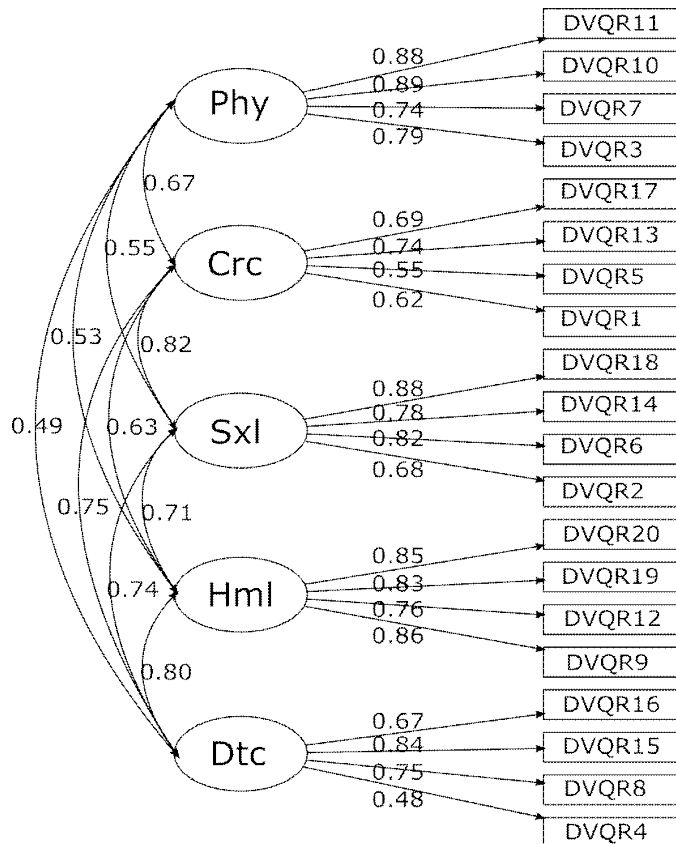 DVQR11
0.88
DVQR10
0.89
Phy
0.74
DVQR7
0.79
DVQR3
0.67
DVQR17
0.69
DVQR13
0.74
0.55
Crc
0.55
DVQR5
0.62
DVQR1
0.53
0.82
DVQR18
0.88
DVQR14
0.78
0.49
0.63
Sxl
0.82
DVQR6
0.68
DVQR2
0.75
0.71
DVQR20
0.85
DVQR19
0.83
0.74
Hml
0.76
DVQR12
0.86
DVQR9
0.80
DVQR16
0.67
DVQR15
0.84
Dtc
0.75
DVQR8
0.48
DVQR4